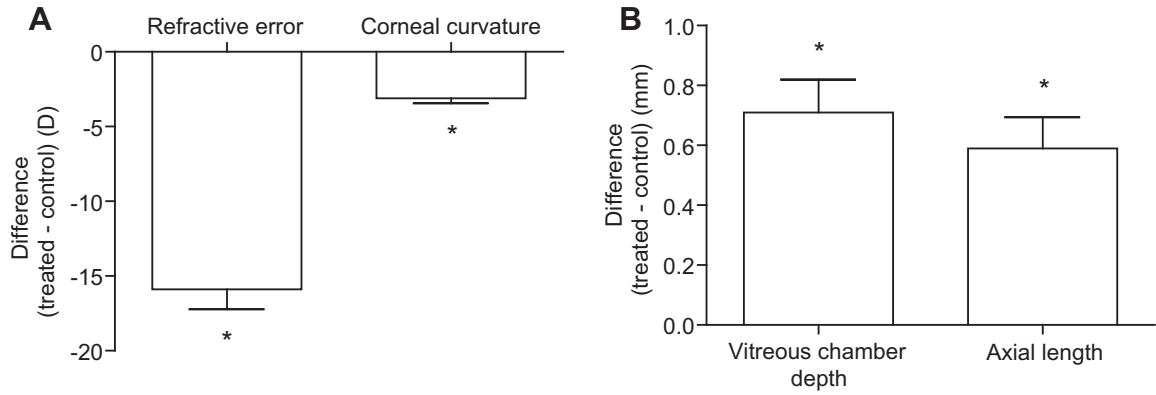 A
Refractive error
Corneal curvature
0
-5
-10
-15
-20
Difference
(treated - control) (D)
*
*
B
1.0
0.8
0.6
0.4
0.2
0.0
Difference
(treated - control) (mm)
*
*
Vitreous chamber
depth
Axial length